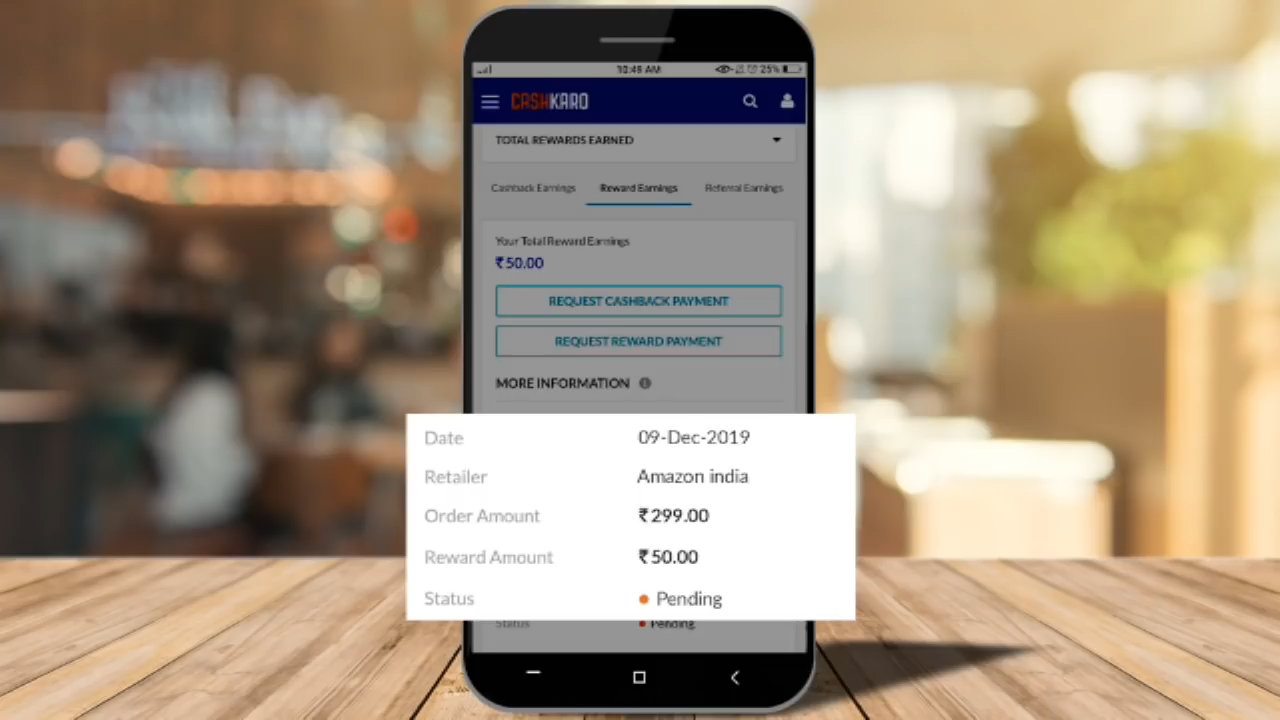 10:49 AM
25%
CASHKARO
TOTAL REWARDS EARNED
Cashback Earnings Reward Earnings Referral Earnings
Your Total Reward Earnings
₹50.00
REQUEST CASHBACK PAYMENT
REQUEST REWARD PAYMENT
MORE INFORMATION
Date 09-Dec-2019
Retailer Amazon india
Order Amount ₹299.00
Reward Amount ₹50.00
Status Pending
Status Pending